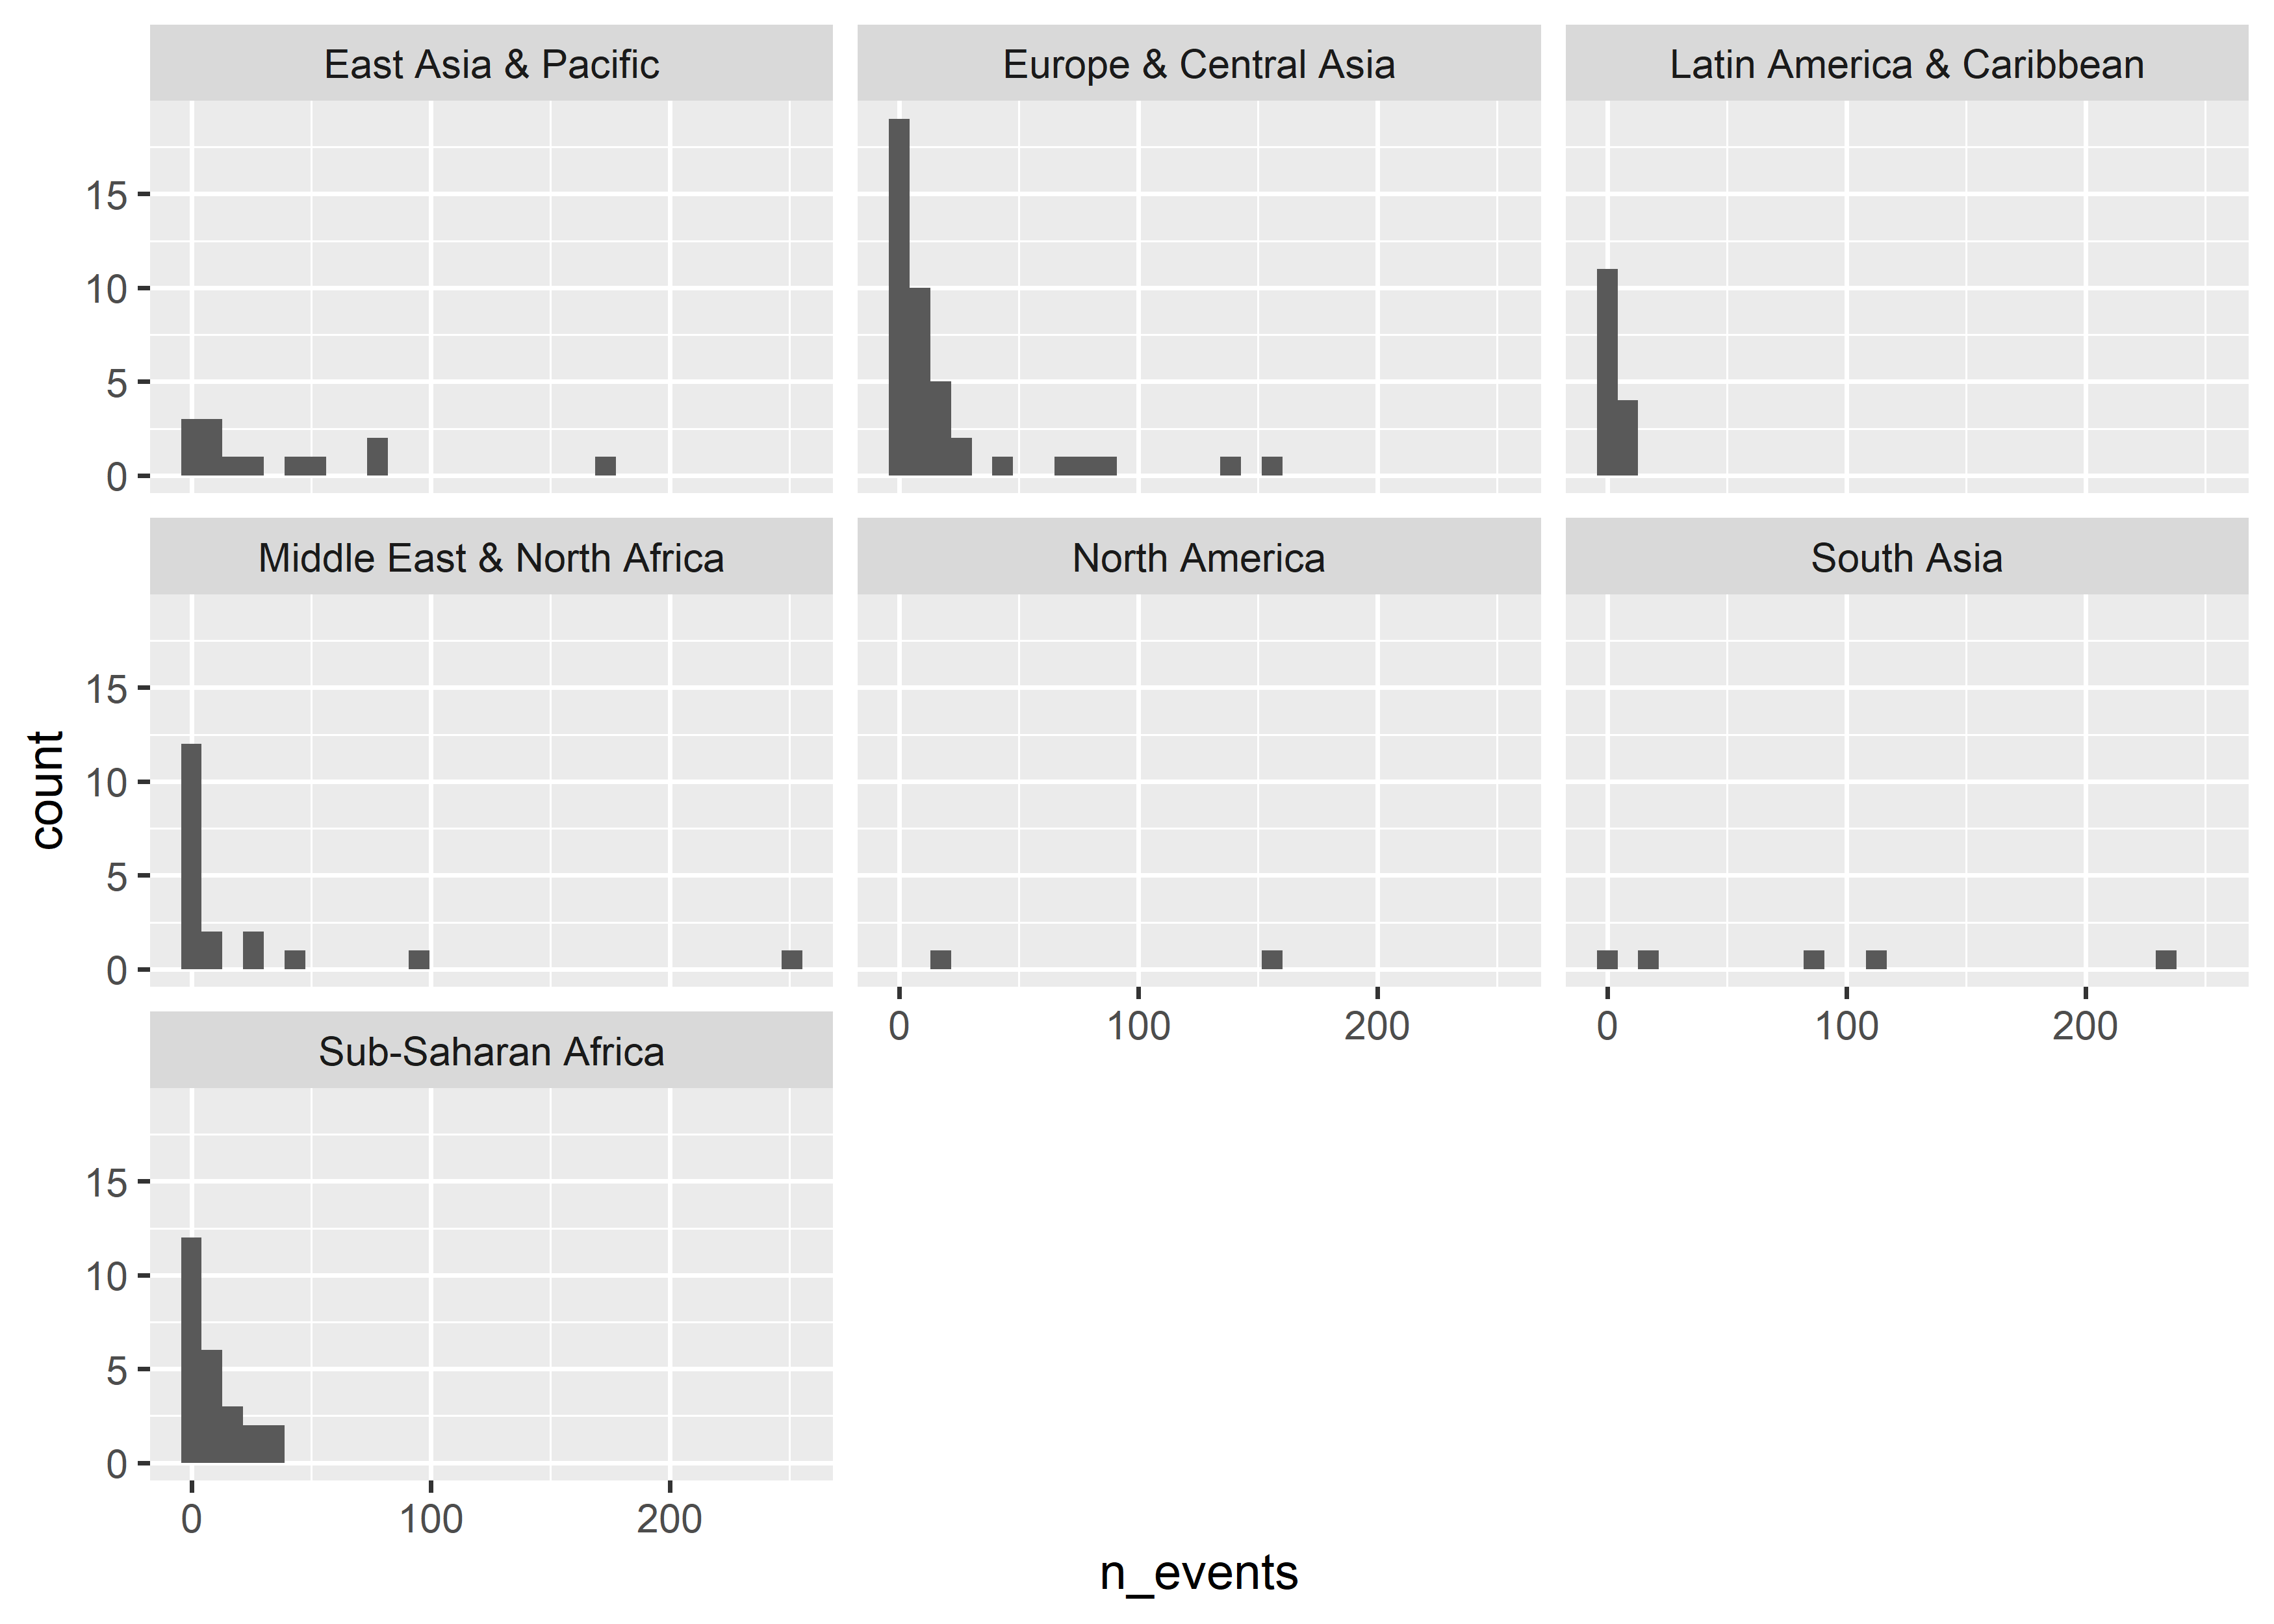 East Asia & Pacific
Europe & Central Asia
Latin America & Caribbean
15
10
5
0
Middle East & North Africa
North America
South Asia
15
10
5
0
count
0 100 200
0 100 200
Sub-Saharan Africa
15
10
5
0
0 100 200
n_events